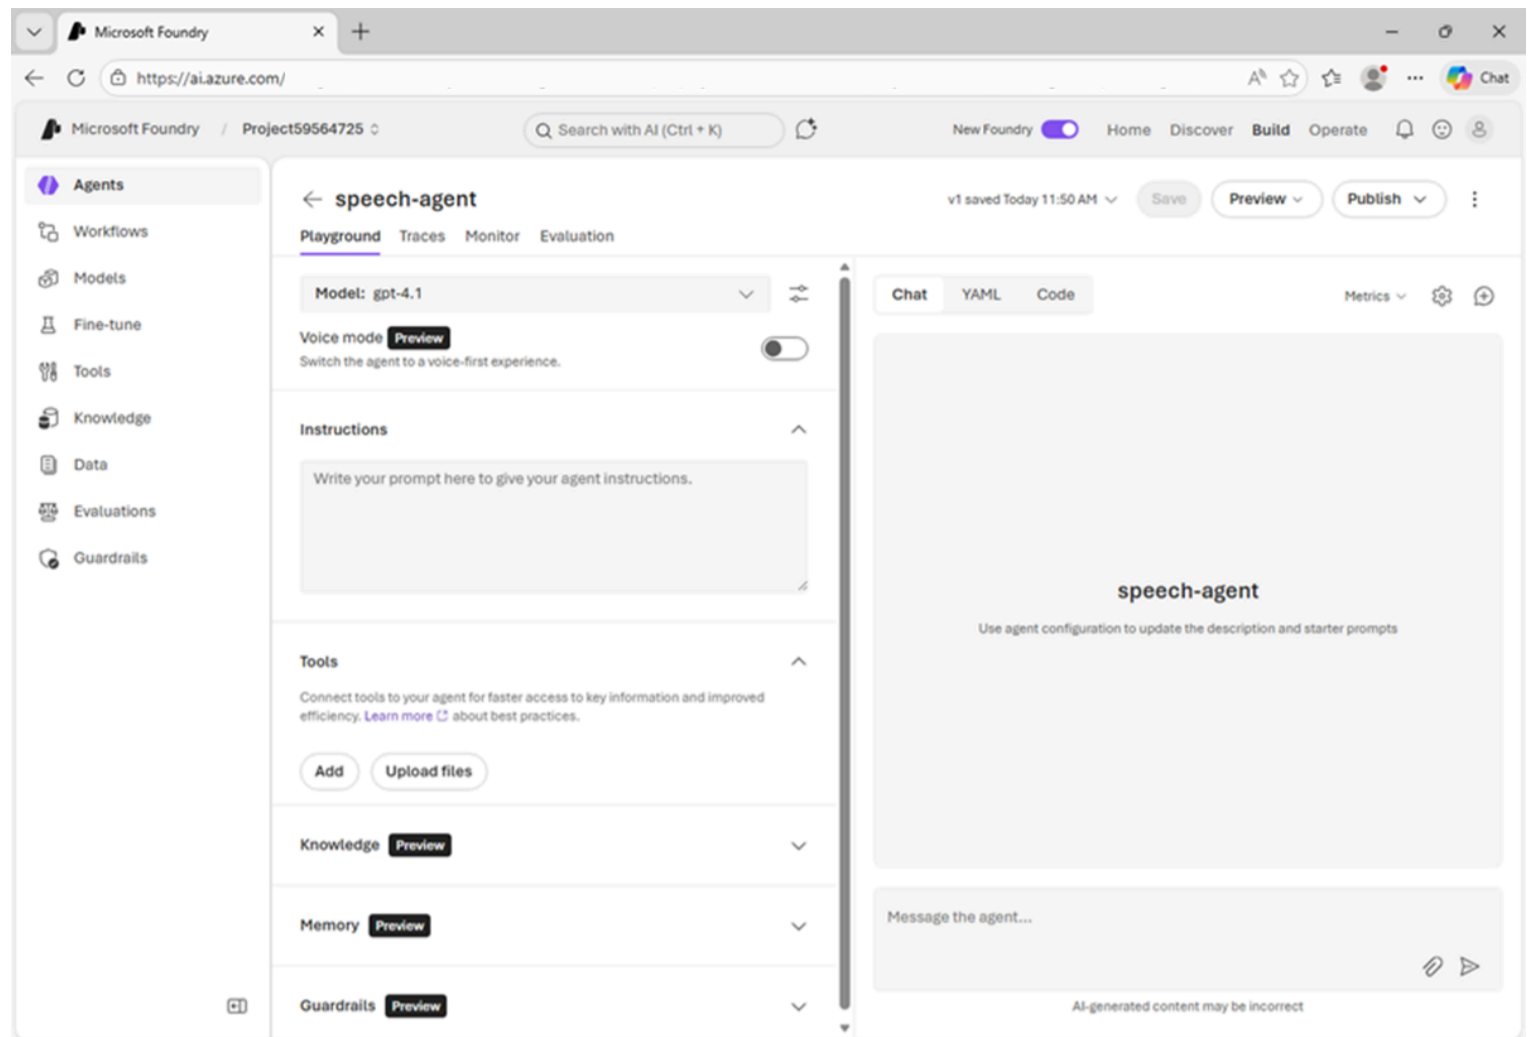 Microsoft Foundry
https://ai.azure.com/
Chat
Microsoft Foundry / Project59564725
Search with AI (Ctrl + K)
New Foundry
Home
Discover
Build
Operate
Agents
Workflows
Models
Fine-tune
Tools
Knowledge
Data
Evaluations
Guardrails
speech-agent
v1 saved Today 11:50 AM
Save
Preview
Publish
Playground
Traces
Monitor
Evaluation
Model: gpt-4.1
Voice mode Preview
Switch the agent to a voice-first experience.
Instructions
Write your prompt here to give your agent instructions.
Tools
Connect tools to your agent for faster access to key information and improved
efficiency. Learn more about best practices.
Add
Upload files
Knowledge Preview
Memory Preview
Guardrails Preview
Chat
YAML
Code
Metrics
speech-agent
Use agent configuration to update the description and starter prompts
Message the agent...
AI-generated content may be incorrect